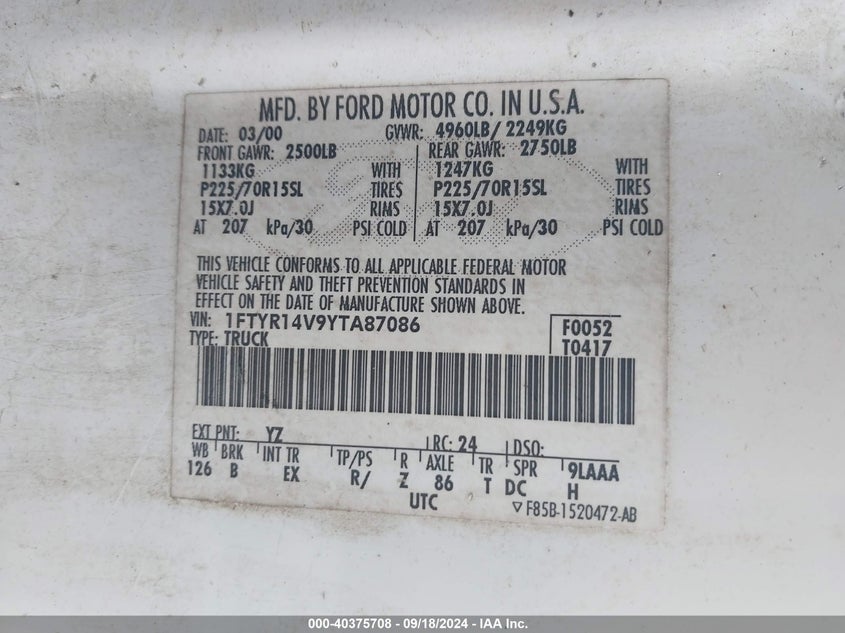 MFD. BY FORD MOTOR CO. IN U.S.A.
DATE: 03/00 GVWR: 4960LB/ 2249KG
FRONT GAWR: 2500LB REAR GAWR: 2750LB
1133KG WITH 1247KG WITH
P225/70R15SL TIRES P225/70R15SL TIRES
15X7.0J RIMS 15X7.0J RIMS
AT 207 kPa/30 PSI COLD AT 207 kPa/30 PSI COLD
THIS VEHICLE CONFORMS TO ALL APPLICABLE FEDERAL MOTOR
VEHICLE SAFETY AND THEFT PREVENTION STANDARDS IN
EFFECT ON THE DATE OF MANUFACTURE SHOWN ABOVE.
VIN: 1FTYR14V9YTA87086 F0052
TYPE: TRUCK T0417
EXT PNT: YZ RC: 24 DSO:
WB BRK INT TR TP/PS R AXLE TR SPR 9LAAA
126 B EX R/ Z 86 T DC H
UTC ▽ F85B-1520472-AB
000-40375708 - 09/18/2024 - IAA Inc.